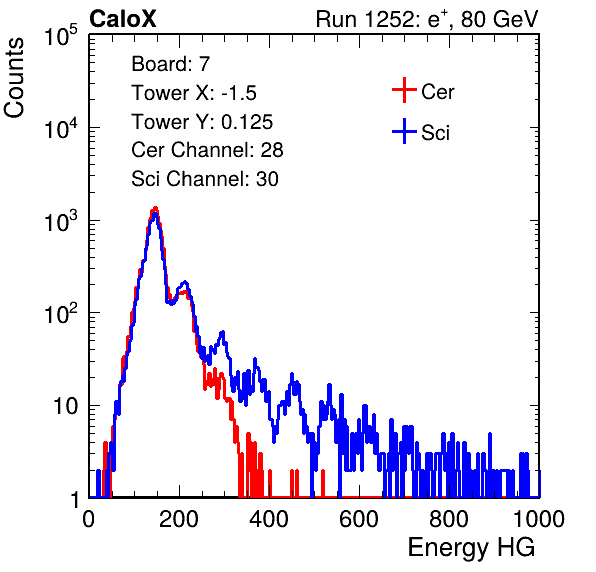 CaloX Run 1252: e⁺, 80 GeV
Counts
10⁵
10⁴
10³
10²
10
1
Board: 7
Tower X: -1.5
Tower Y: 0.125
Cer Channel: 28
Sci Channel: 30
Cer
Sci
0 200 400 600 800 1000
Energy HG